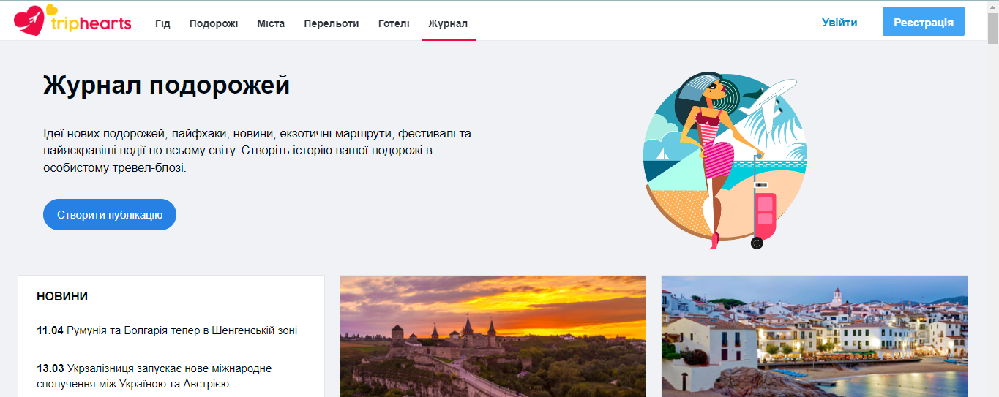 triphearts
Гід
Подорожі
Міста
Перельоти
Готелі
Журнал
Увійти
Реєстрація
Журнал подорожей
Ідеї нових подорожей, лайфхаки, новини, екзотичні маршрути, фестивалі та
найяскравіші події по всьому світу. Створіть історію вашої подорожі в
особистому тревел-блозі.
Створити публікацію
НОВИНИ
11.04 Румунія та Болгарія тепер в Шенгенській зоні
13.03 Укрзалізниця запускає нове міжнародне
сполучення між Україною та Австрією